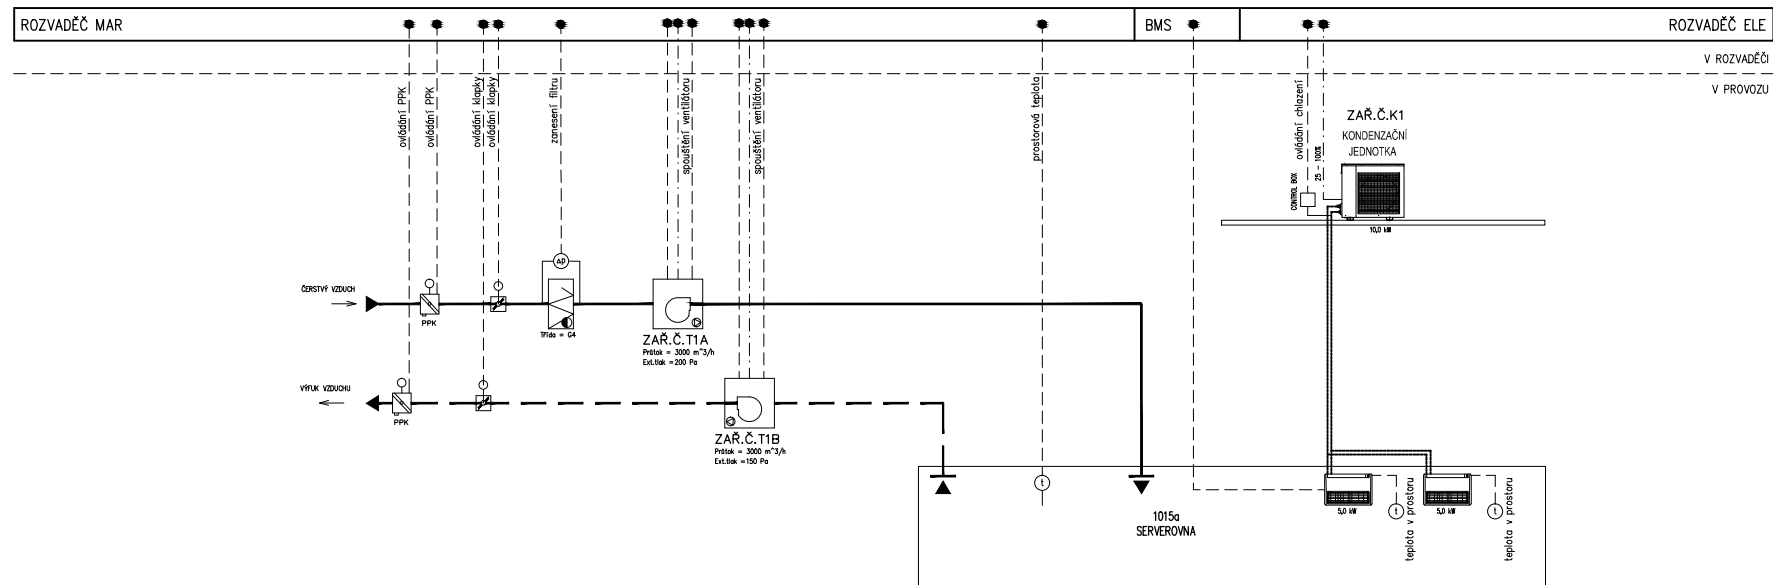 ROZVADĚČ MAR
BMS
ROZVADĚČ ELE
V ROZVADĚČI
V PROVOZU
ovládání PPK
ovládání PPK
ovládání klapky
ovládání klapky
zanesení filtru
spouštění ventilátoru
spouštění ventilátoru
prostorová teplota
ovládání chlazení
25 - 100%
CONTROL BOX
ZAŘ.Č.K1
KONDENZAČNÍ
JEDNOTKA
10,0 kW
ČERSTVÝ VZDUCH
PPK
Δp
Třída = G4
ZAŘ.Č.T1A
Průtok = 3000 m^3/h
Ext.tlak =200 Pa
VÝFUK VZDUCHU
PPK
ZAŘ.Č.T1B
Průtok = 3000 m^3/h
Ext.tlak =150 Pa
t
1015a
SERVEROVNA
5,0 kW
t
teplota v prostoru
5,0 kW
t
teplota v prostoru